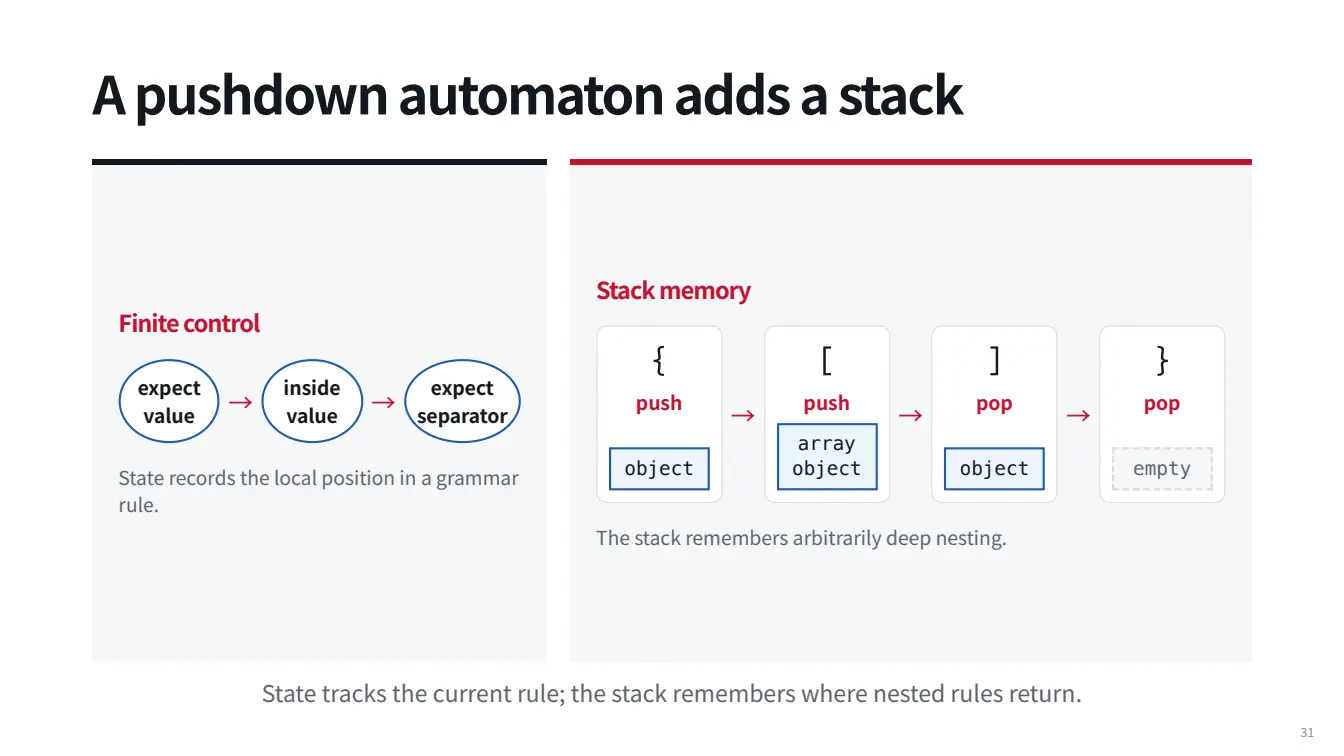 A pushdown automaton adds a stack
Finite control
expect
value
→
inside
value
→
expect
separator
State records the local position in a grammar
rule.
Stack memory
{
push
object
→
[
push
array
object
→
]
pop
object
→
}
pop
empty
The stack remembers arbitrarily deep nesting.
State tracks the current rule; the stack remembers where nested rules return.
31